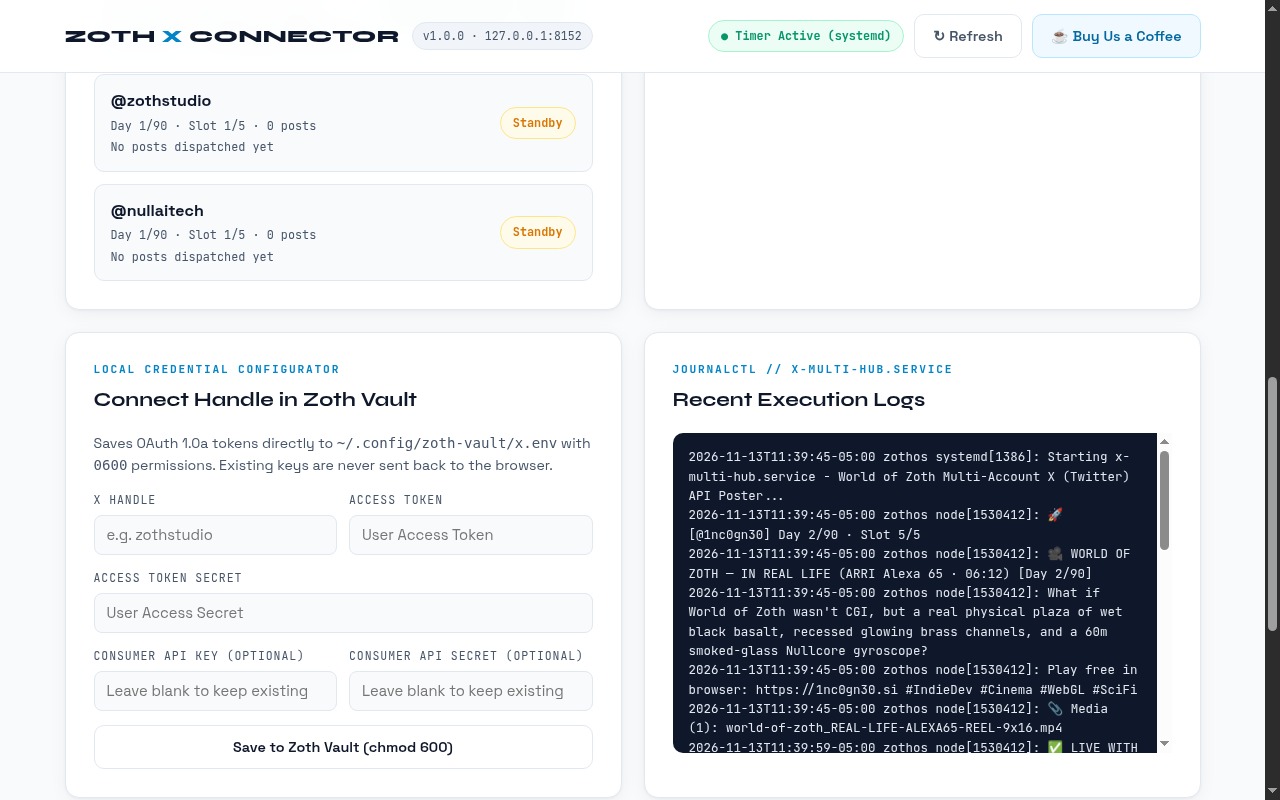 ZOTH X CONNECTOR
v1.0.0 · 127.0.0.1:8152
● Timer Active (systemd)
↻ Refresh
☕ Buy Us a Coffee
@zothstudio
Day 1/90 · Slot 1/5 · 0 posts
No posts dispatched yet
Standby
@nullaitech
Day 1/90 · Slot 1/5 · 0 posts
No posts dispatched yet
Standby
LOCAL CREDENTIAL CONFIGURATOR
Connect Handle in Zoth Vault
Saves OAuth 1.0a tokens directly to ~/.config/zoth-vault/x.env with
0600 permissions. Existing keys are never sent back to the browser.
X HANDLE
ACCESS TOKEN
e.g. zothstudio
User Access Token
ACCESS TOKEN SECRET
User Access Secret
CONSUMER API KEY (OPTIONAL)
CONSUMER API SECRET (OPTIONAL)
Leave blank to keep existing
Leave blank to keep existing
Save to Zoth Vault (chmod 600)
JOURNALCTL // X-MULTI-HUB.SERVICE
Recent Execution Logs
2026-11-13T11:39:45-05:00 zothos systemd[1386]: Starting x-
multi-hub.service - World of Zoth Multi-Account X (Twitter)
API Poster...
2026-11-13T11:39:45-05:00 zothos node[1530412]: 🚀
[@1nc0gn30] Day 2/90 · Slot 5/5
2026-11-13T11:39:45-05:00 zothos node[1530412]: 🎥 WORLD OF
ZOTH — IN REAL LIFE (ARRI Alexa 65 · 06:12) [Day 2/90]
2026-11-13T11:39:45-05:00 zothos node[1530412]: What if
World of Zoth wasn't CGI, but a real physical plaza of wet
black basalt, recessed glowing brass channels, and a 60m
smoked-glass Nullcore gyroscope?
2026-11-13T11:39:45-05:00 zothos node[1530412]: Play free in
browser: https://1nc0gn30.si #IndieDev #Cinema #WebGL #SciFi
2026-11-13T11:39:45-05:00 zothos node[1530412]: 📎 Media
(1): world-of-zoth_REAL-LIFE-ALEXA65-REEL-9x16.mp4
2026-11-13T11:39:59-05:00 zothos node[1530412]: ✅ LIVE WITH